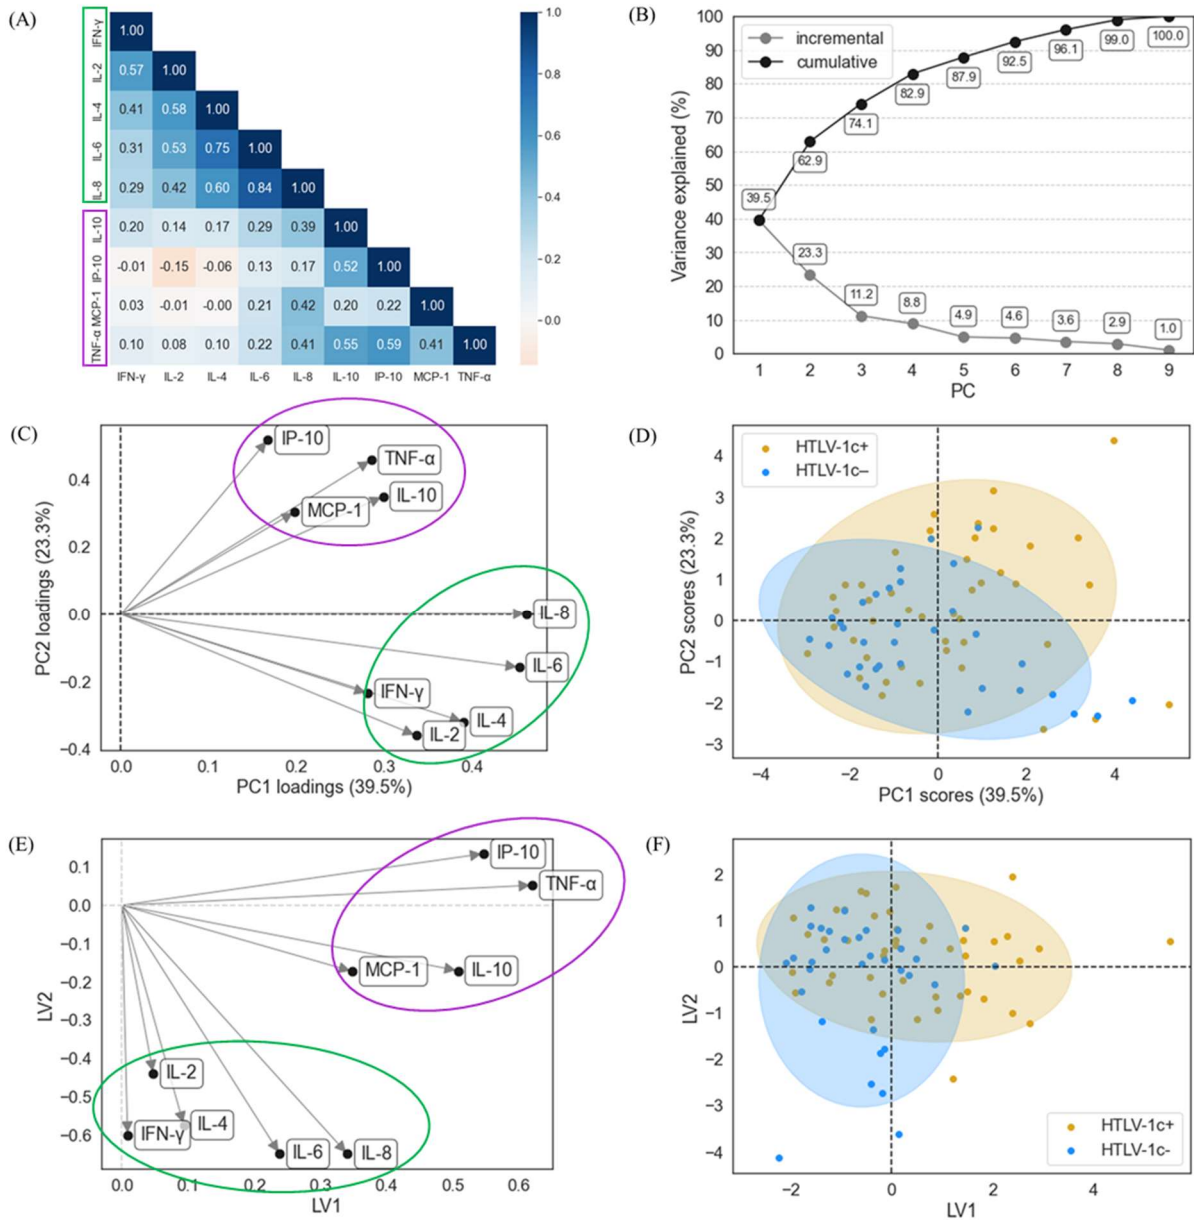 (A)
IFN-γ
IL-2
IL-4
IL-6
IL-8
IL-10
IP-10
MCP-1
TNF-α
1.00
0.57 1.00
0.41 0.58 1.00
0.31 0.53 0.75 1.00
0.29 0.42 0.60 0.84 1.00
0.20 0.14 0.17 0.29 0.39 1.00
-0.01 -0.15 -0.06 0.13 0.17 0.52 1.00
0.03 -0.01 -0.00 0.21 0.42 0.20 0.22 1.00
0.10 0.08 0.10 0.22 0.41 0.55 0.59 0.41 1.00
IFN-γ IL-2 IL-4 IL-6 IL-8 IL-10 IP-10 MCP-1 TNF-α
1.0
0.8
0.6
0.4
0.2
0.0
(B)
Variance explained (%)
100
90
80
70
60
50
40
30
20
10
0
incremental
cumulative
39.5
62.9
74.1
82.9
87.9
92.5
96.1
99.0
100.0
23.3
11.2
8.8
4.9
4.6
3.6
2.9
1.0
1 2 3 4 5 6 7 8 9
PC
(C)
PC2 loadings (23.3%)
0.4
0.2
0.0
−0.2
−0.4
IP-10
TNF-α
IL-10
MCP-1
IL-8
IL-6
IFN-γ
IL-4
IL-2
0.0 0.1 0.2 0.3 0.4
PC1 loadings (39.5%)
(D)
PC2 scores (23.3%)
4
3
2
1
0
−1
−2
−3
HTLV-1c+
HTLV-1c−
−4 −2 0 2 4
PC1 scores (39.5%)
(E)
LV2
0.1
0.0
−0.1
−0.2
−0.3
−0.4
−0.5
−0.6
IP-10
TNF-α
MCP-1
IL-10
IL-2
IFN-γ
IL-4
IL-6
IL-8
0.0 0.1 0.2 0.3 0.4 0.5 0.6
LV1
(F)
LV2
2
1
0
−1
−2
−3
−4
HTLV-1c+
HTLV-1c-
−2 0 2 4
LV1